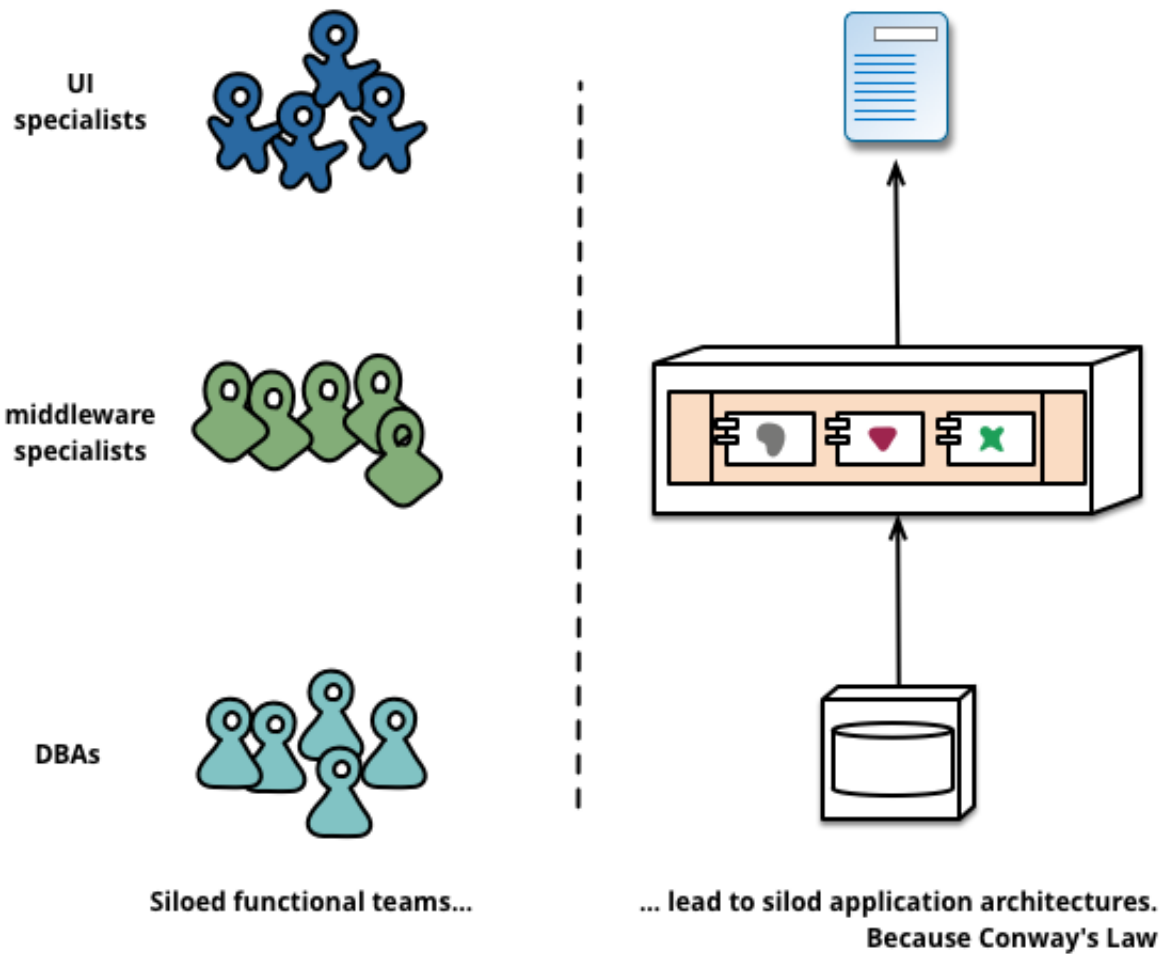 UI
specialists
middleware
specialists
DBAs
Siloed functional teams...
... lead to silod application architectures.
Because Conway's Law